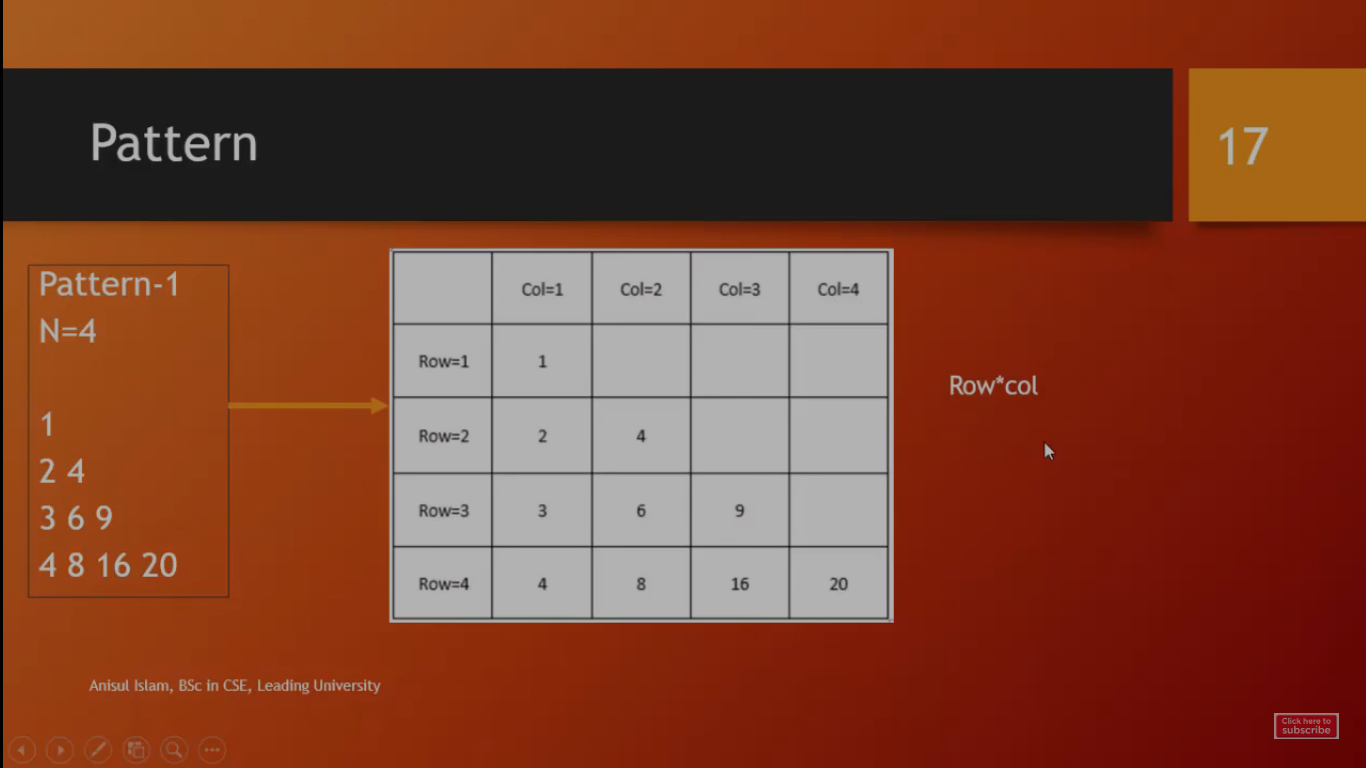 Pattern
17
Pattern-1
N=4
1
2 4
3 6 9
4 8 16 20
Col=1 Col=2 Col=3 Col=4
Row=1 1
Row=2 2 4
Row=3 3 6 9
Row=4 4 8 16 20
Row*col
Anisul Islam, BSc in CSE, Leading University
Click here to
subscribe